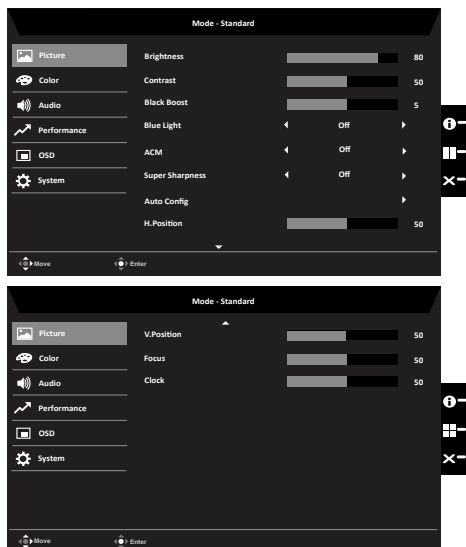 Mode - Standard
Picture
Brightness 80
Color
Contrast 50
Audio
Black Boost 5
Performance
Blue Light Off
OSD
ACM Off
System
Super Sharpness Off
Auto Config
H.Position 50
Move Enter
Mode - Standard
Picture
V.Position 50
Color
Focus 50
Audio
Clock 50
Performance
OSD
System
Move Enter